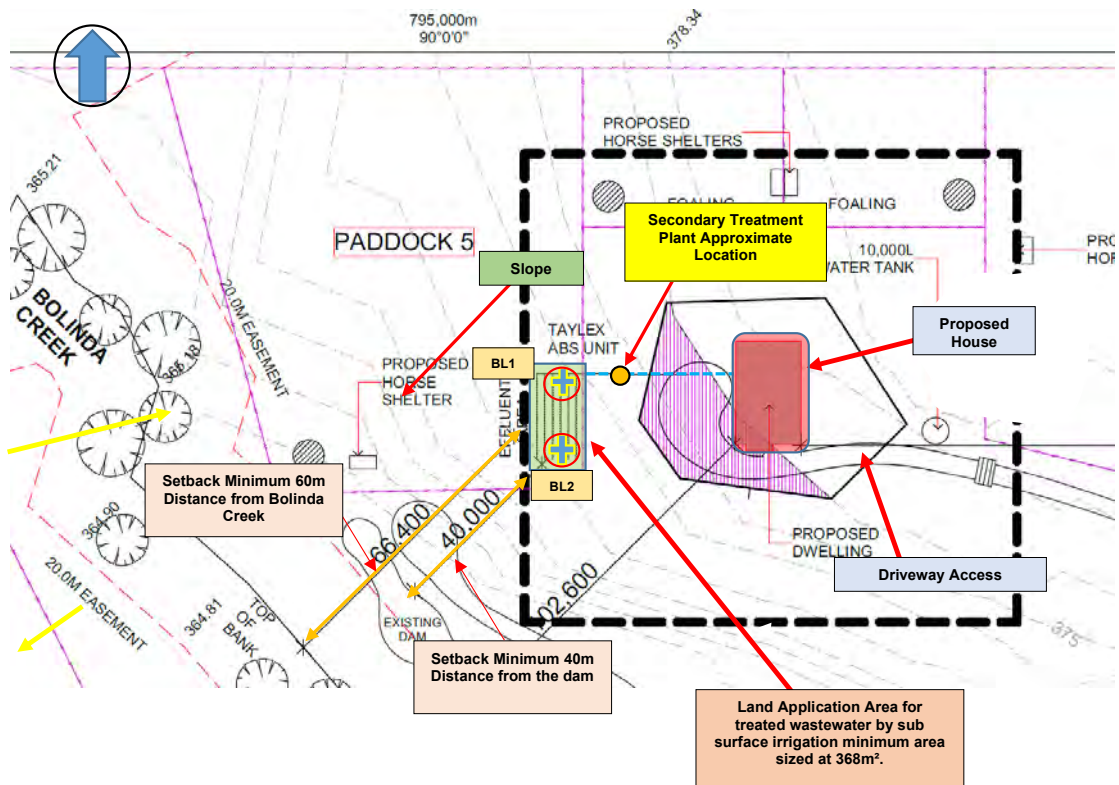 795,000m
90°0'0"
378.34
PROPOSED
HORSE SHELTERS
365.21
FOALING
Secondary Treatment
Plant Approximate
Location
PADDOCK 5
Slope
10,000L
WATER TANK
20.0M EASEMENT
BOLINDA
CREEK
TAYLEX
ABS UNIT
Proposed
House
BL1
PROPOSED
HORSE
SHELTER
EFFLUENT
BL2
Setback Minimum 60m
Distance from Bolinda
Creek
66,400
40,000
102,600
364.90
PROPOSED
DWELLING
Driveway Access
20.0M EASEMENT
364.81
TOP
OF
BANK
EXISTING
DAM
375
Setback Minimum 40m
Distance from the dam
Land Application Area for
treated wastewater by sub
surface irrigation minimum area
sized at 368m².